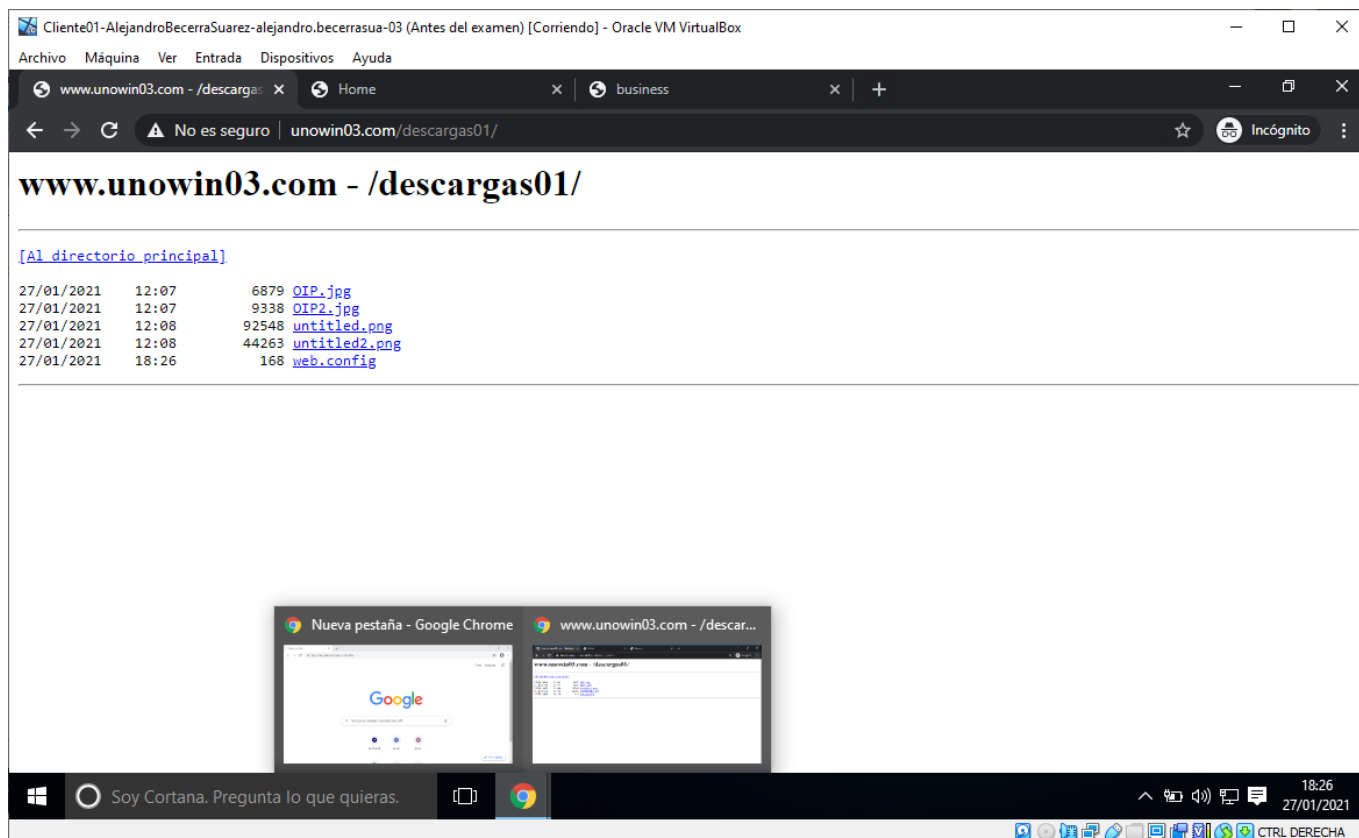 Cliente01-AlejandroBecerraSuarez-alejandro.becerrasua-03 (Antes del examen) [Corriendo] - Oracle VM VirtualBox
Archivo Máquina Ver Entrada Dispositivos Ayuda
www.unowin03.com - /descargas Home business
No es seguro unowin03.com/descargas01/ Incógnito
www.unowin03.com - /descargas01/
[Al directorio principal]
27/01/2021 12:07 6879 OIP.jpg
27/01/2021 12:07 9338 OIP2.jpg
27/01/2021 12:08 92548 untitled.png
27/01/2021 12:08 44263 untitled2.png
27/01/2021 18:26 168 web.config
Nueva pestaña - Google Chrome www.unowin03.com - /descar...
Google
www.unowin03.com - /descargas01/
Soy Cortana. Pregunta lo que quieras. 18:26
27/01/2021
CTRL DERECHA